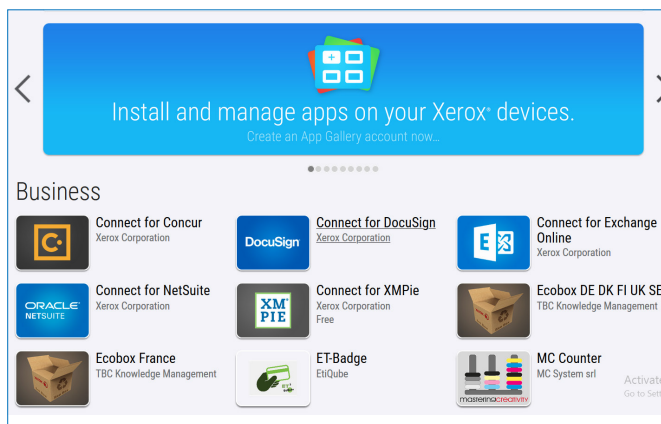 Install and manage apps on your Xerox® devices.
Create an App Gallery account now...
Business
Connect for Concur
Xerox Corporation
DocuSign
Connect for DocuSign
Xerox Corporation
Connect for Exchange
Online
Xerox Corporation
ORACLE
NETSUITE
Connect for NetSuite
Xerox Corporation
XM
PIE
Connect for XMPie
Xerox Corporation
Free
Ecobox DE DK FI UK SE
TBC Knowledge Management
Ecobox France
TBC Knowledge Management
ET-Badge
EtiQube
masteringcreativity
MC Counter
MC System srl
Activate
Go to Sett